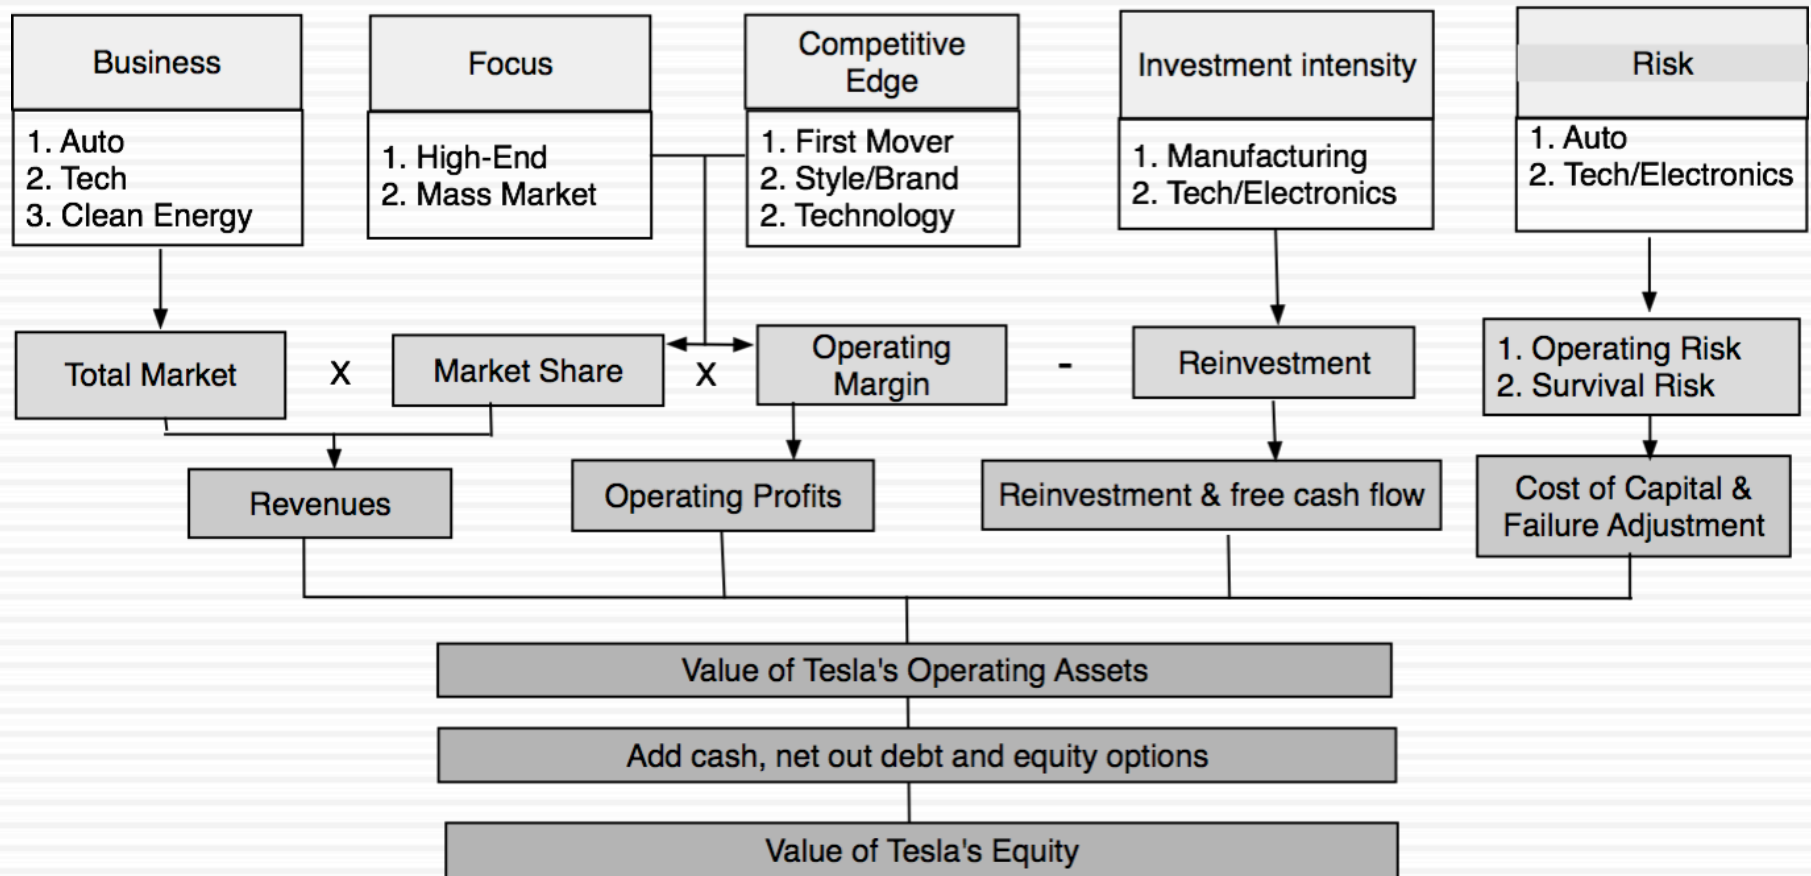 Business
Focus
Competitive
Edge
Investment intensity
Risk
1. Auto
2. Tech
3. Clean Energy
1. High-End
2. Mass Market
1. First Mover
2. Style/Brand
2. Technology
1. Manufacturing
2. Tech/Electronics
1. Auto
2. Tech/Electronics
Total Market
x
Market Share
x
Operating
Margin
-
Reinvestment
1. Operating Risk
2. Survival Risk
Revenues
Operating Profits
Reinvestment & free cash flow
Cost of Capital &
Failure Adjustment
Value of Tesla's Operating Assets
Add cash, net out debt and equity options
Value of Tesla's Equity